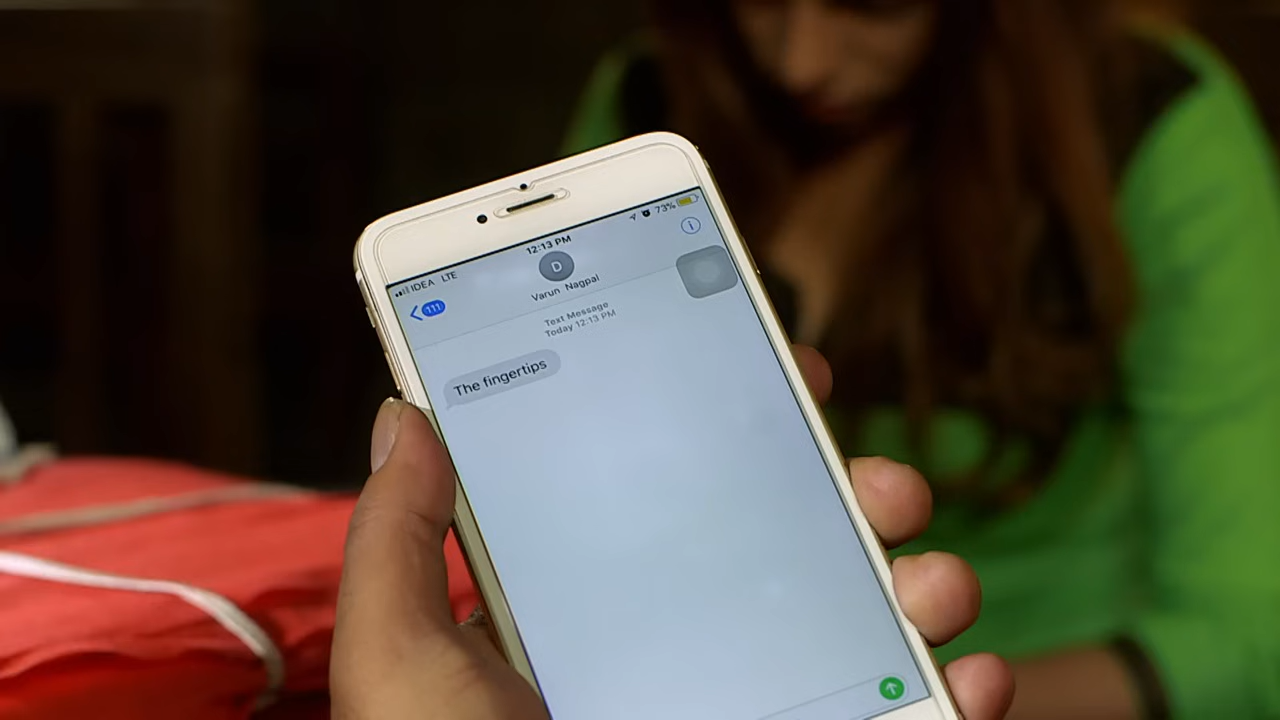 IDEA LTE
12:13 PM
73%
111
D
Varun Nagpal
Text Message
Today 12:13 PM
The fingertips